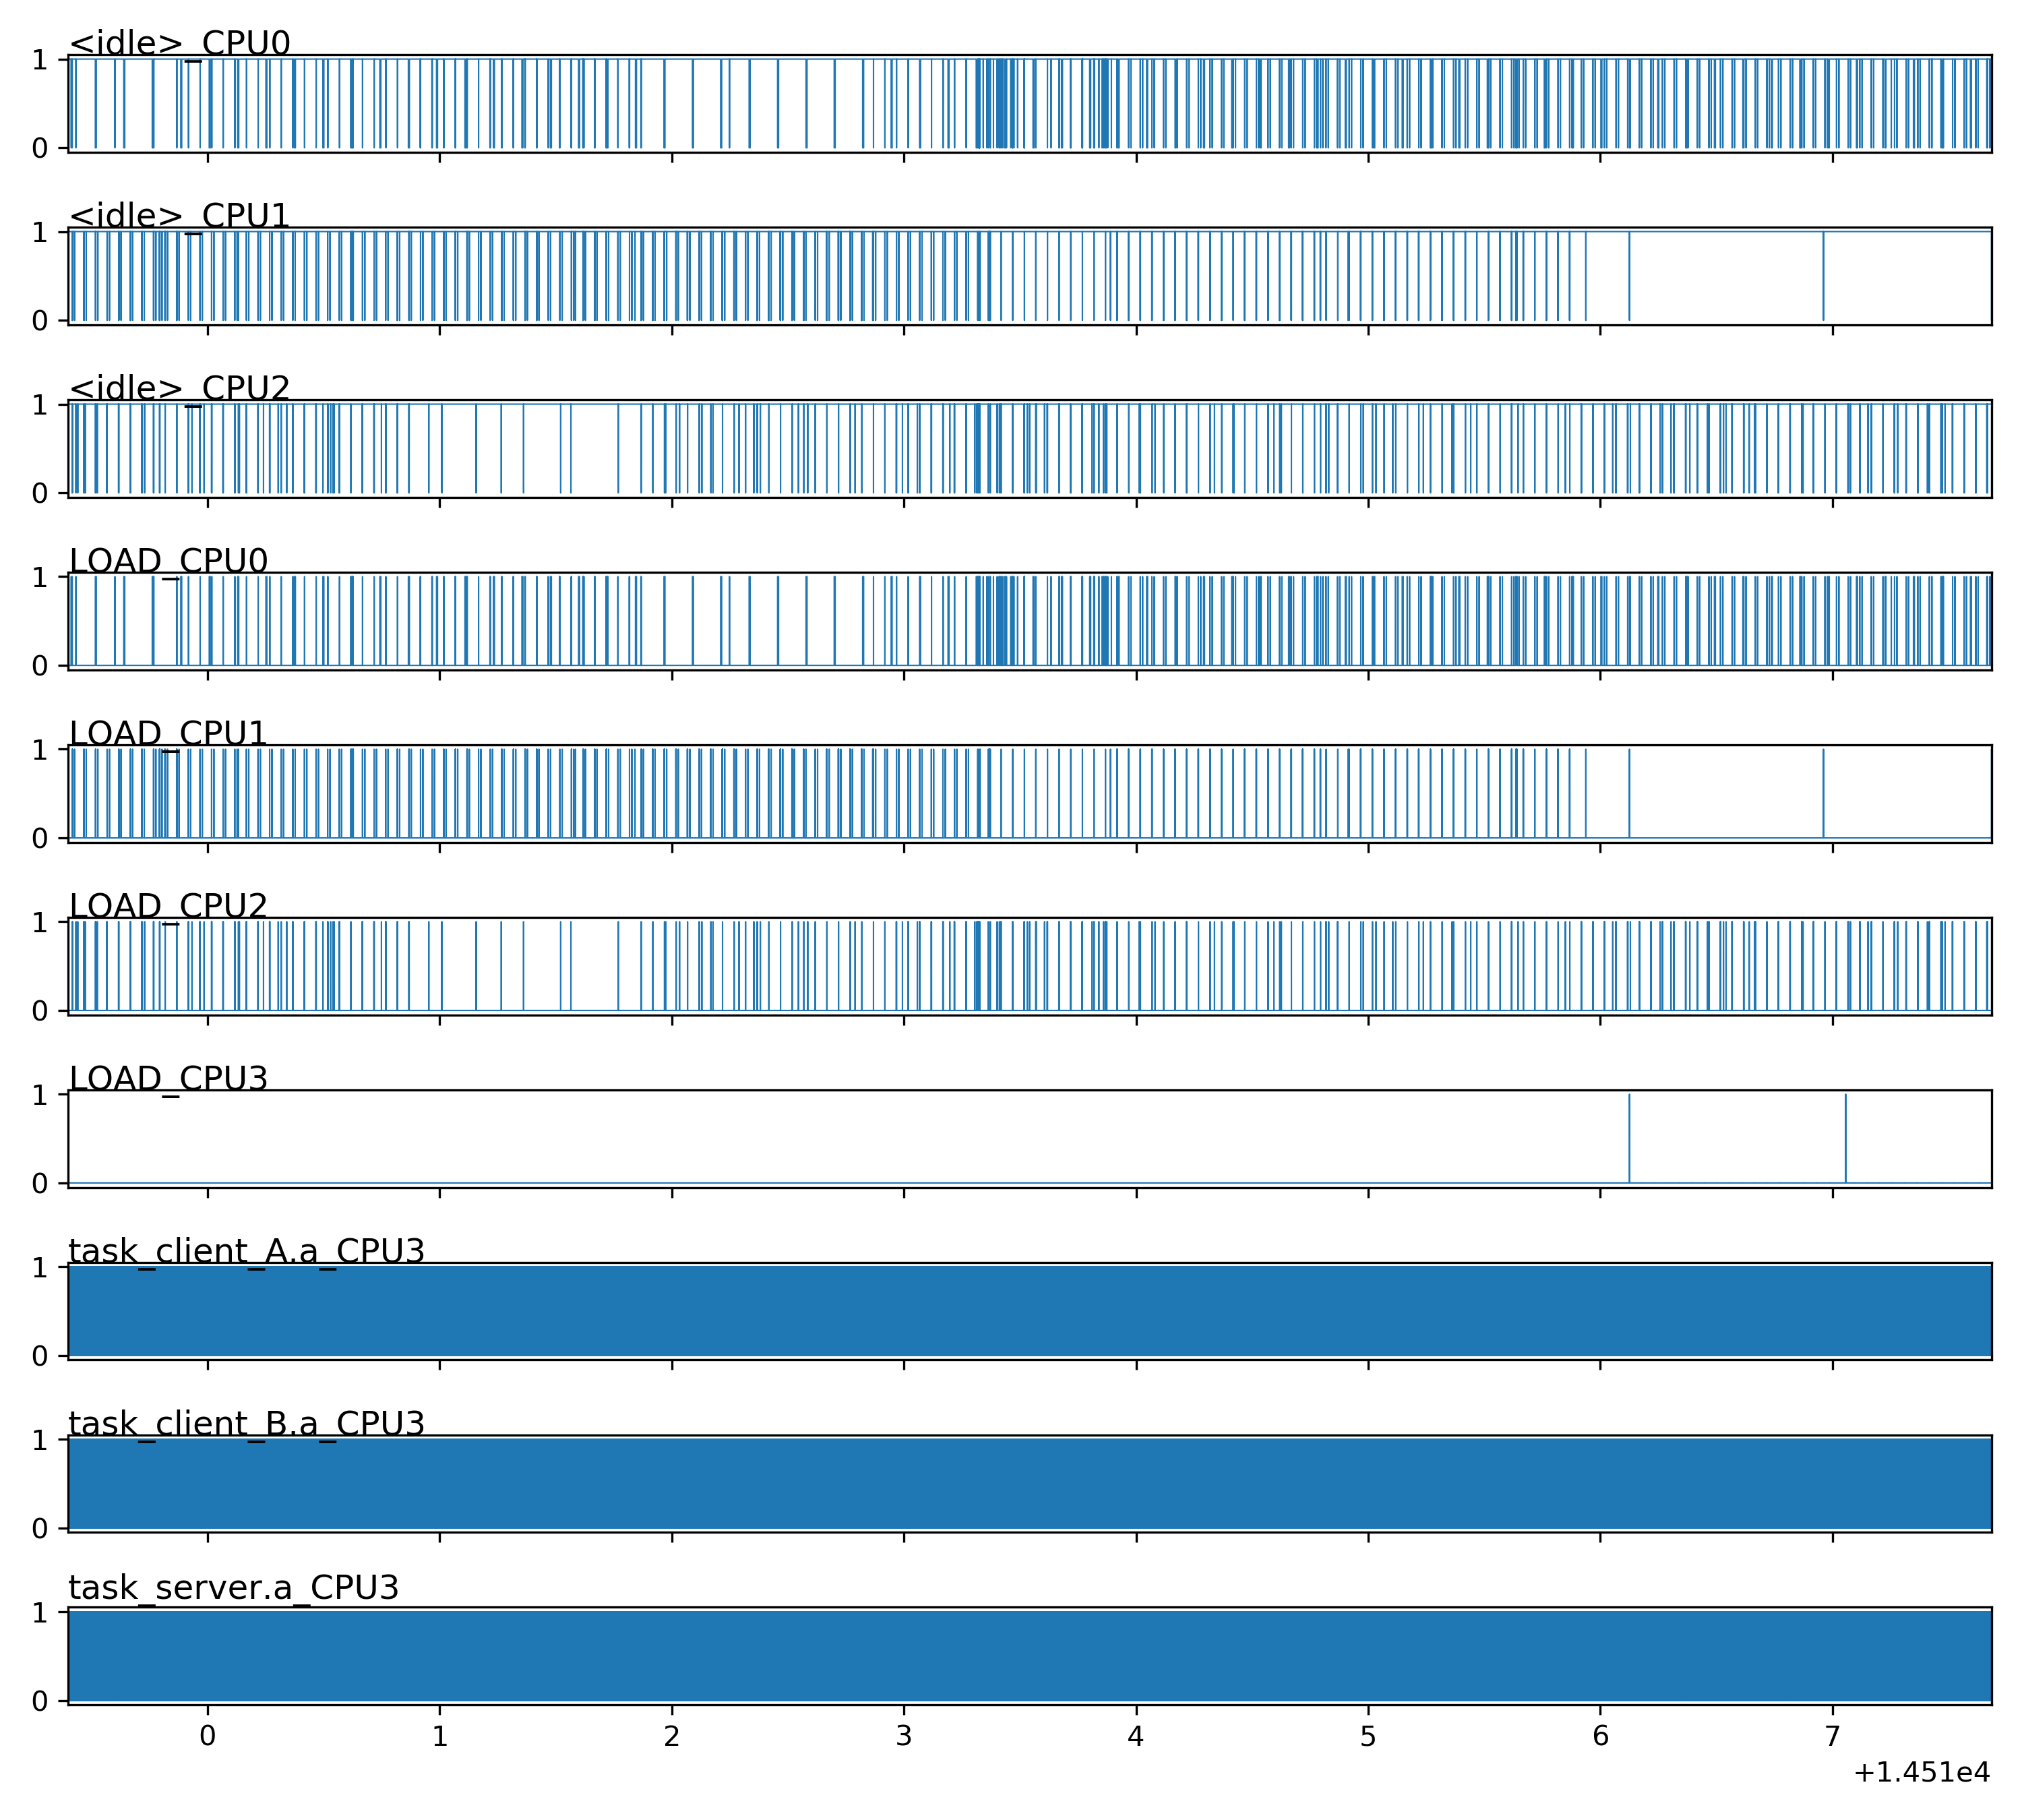 <idle>_CPU0
1
0
<idle>_CPU1
1
0
<idle>_CPU2
1
0
LOAD_CPU0
1
0
LOAD_CPU1
1
0
LOAD_CPU2
1
0
LOAD_CPU3
1
0
task_client_A.a_CPU3
1
0
task_client_B.a_CPU3
1
0
task_server.a_CPU3
1
0
0 1 2 3 4 5 6 7
+1.451e4